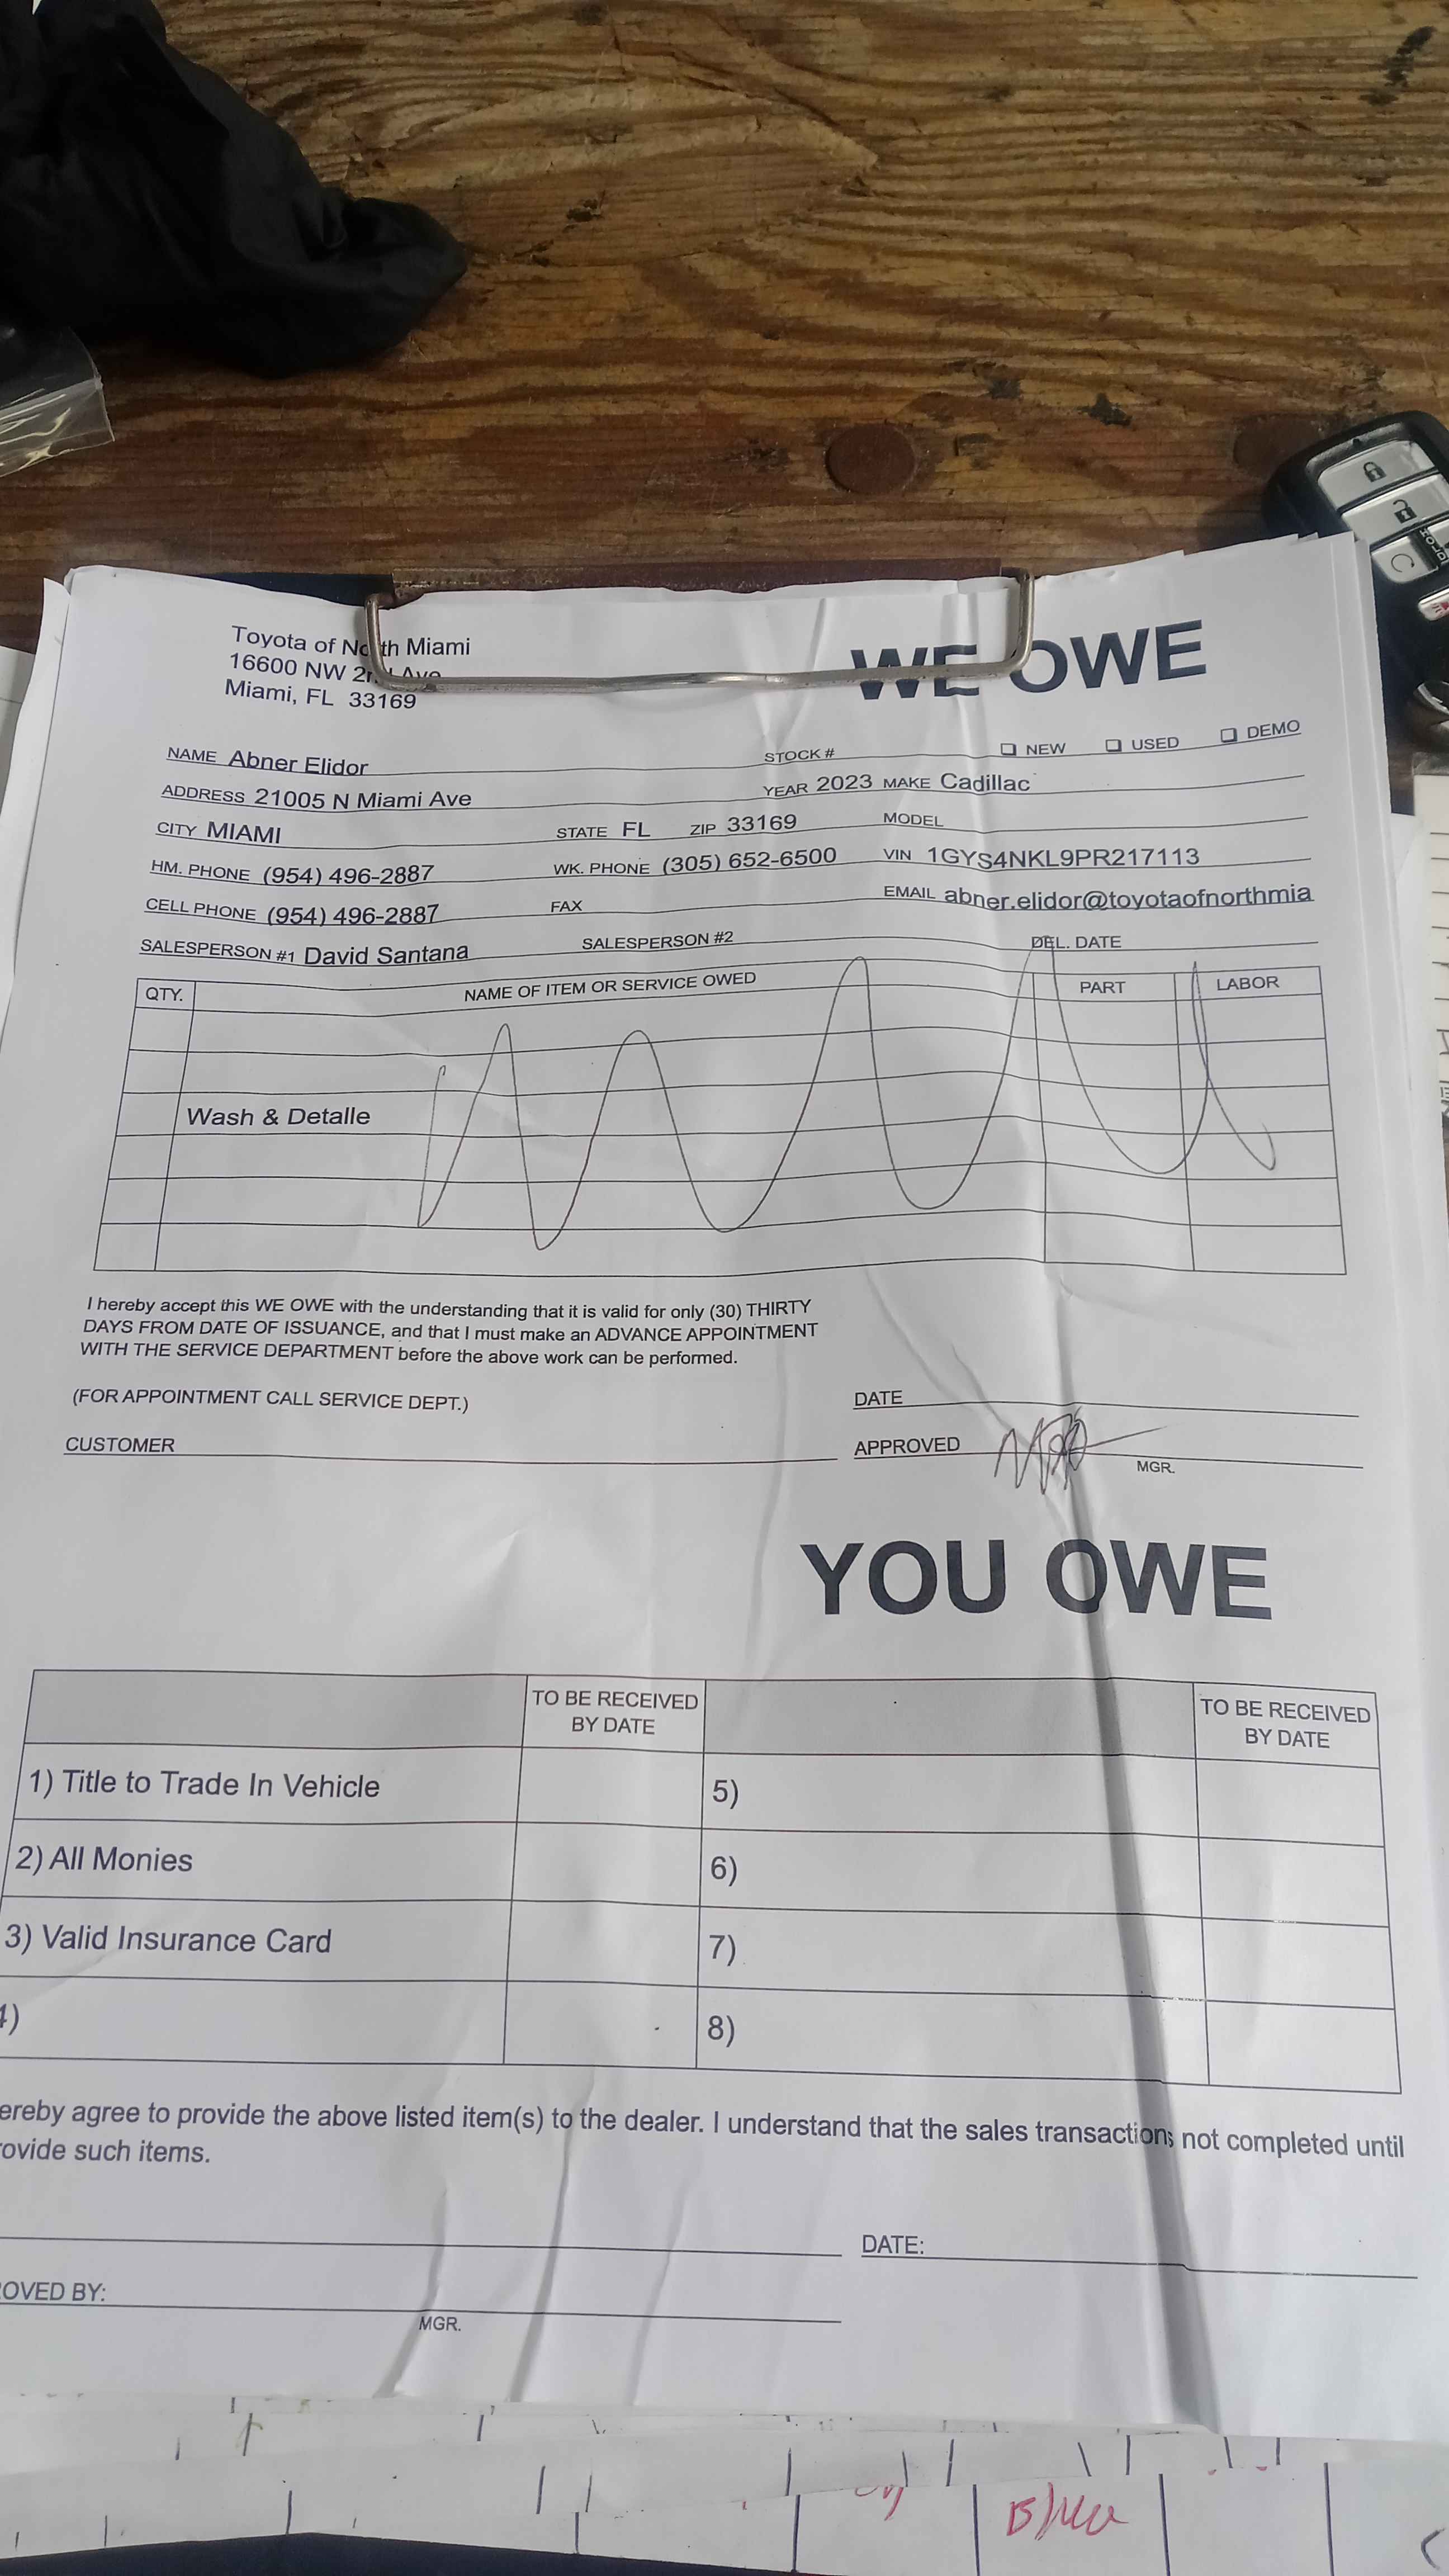 Toyota of North Miami
16600 NW 2nd Ave
Miami, FL 33169
WE OWE
NAME Abner Elidor STOCK # NEW USED DEMO
ADDRESS 21005 N Miami Ave YEAR 2023 MAKE Cadillac
CITY MIAMI STATE FL ZIP 33169 MODEL
HM. PHONE (954) 496-2887 WK. PHONE (305) 652-6500 VIN 1GYS4NKL9PR217113
CELL PHONE (954) 496-2887 FAX EMAIL abner.elidor@toyotaofnorthmia
SALESPERSON #1 David Santana SALESPERSON #2 DEL. DATE
QTY. NAME OF ITEM OR SERVICE OWED PART LABOR
Wash & Detalle
I hereby accept this WE OWE with the understanding that it is valid for only (30) THIRTY
DAYS FROM DATE OF ISSUANCE, and that I must make an ADVANCE APPOINTMENT
WITH THE SERVICE DEPARTMENT before the above work can be performed.
(FOR APPOINTMENT CALL SERVICE DEPT.) DATE
CUSTOMER APPROVED
MGR.
YOU OWE
TO BE RECEIVED BY DATE TO BE RECEIVED BY DATE
1) Title to Trade In Vehicle 5)
2) All Monies 6)
3) Valid Insurance Card 7)
4) 8)
ereby agree to provide the above listed item(s) to the dealer. I understand that the sales transactions not completed until
rovide such items.
DATE:
OVED BY:
MGR.